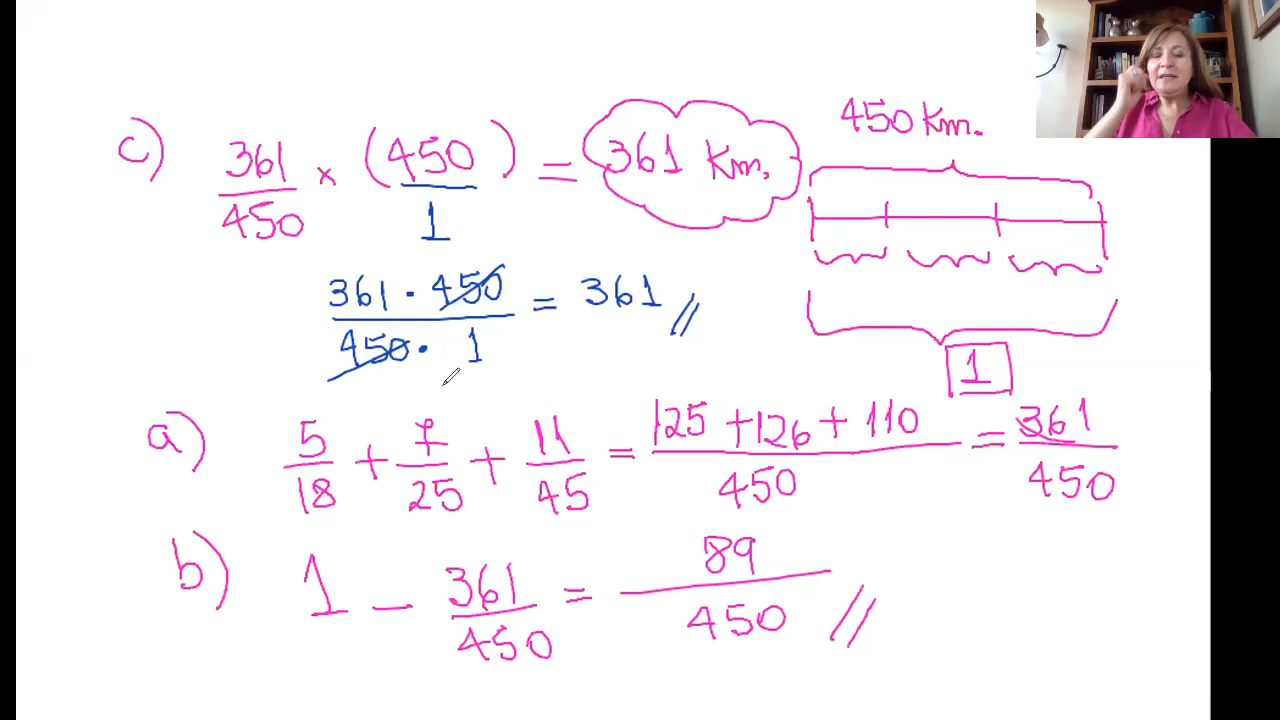 c) 361/450 × (450/1) = 361 Km.
450 Km.
361 · 450 / 450 · 1 = 361 //
1
a) 5/18 + 7/25 + 11/45 = 125 + 126 + 110 / 450 = 361/450
b) 1 - 361/450 = 89/450 //